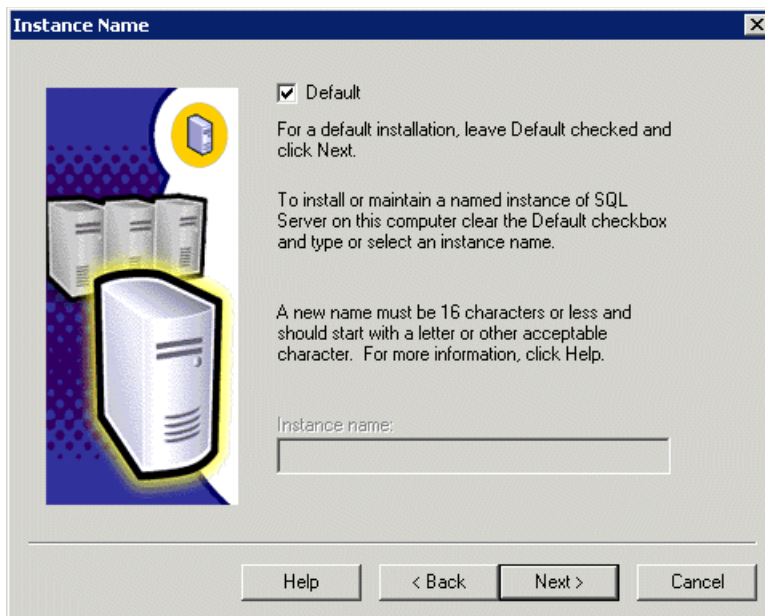 Instance Name
Default
For a default installation, leave Default checked and
click Next.
To install or maintain a named instance of SQL
Server on this computer clear the Default checkbox
and type or select an instance name.
A new name must be 16 characters or less and
should start with a letter or other acceptable
character.  For more information, click Help.
Instance name:
Help
< Back
Next >
Cancel